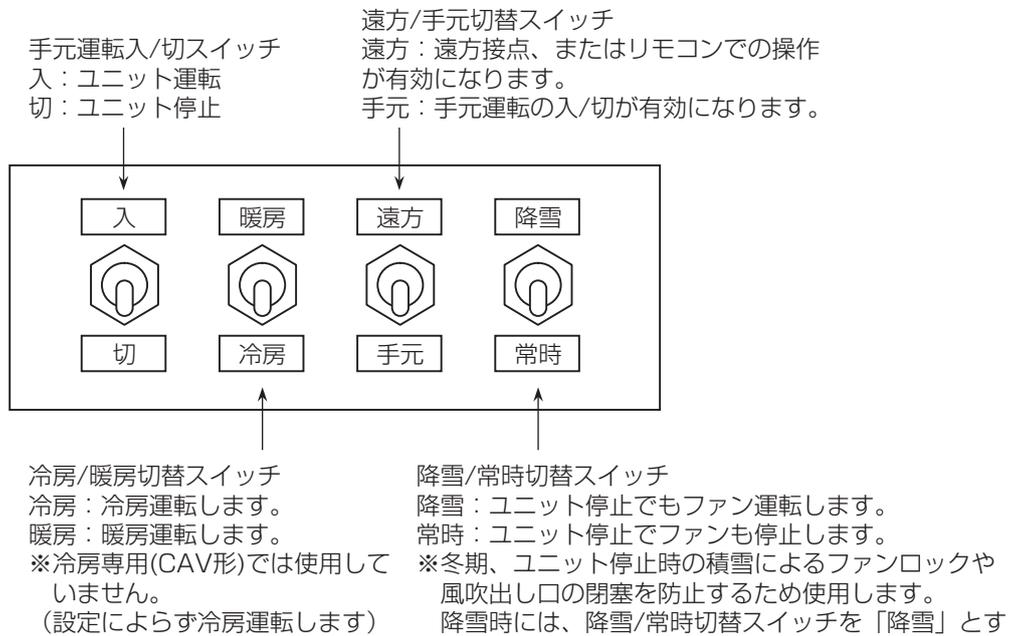 手元運転入/切スイッチ
入：ユニット運転
切：ユニット停止
遠方/手元切替スイッチ
遠方：遠方接点、またはリモコンでの操作
が有効になります。
手元：手元運転の入/切が有効になります。
入
暖房
遠方
降雪
切
冷房
手元
常時
冷房/暖房切替スイッチ
冷房：冷房運転します。
暖房：暖房運転します。
※冷房専用(CAV形)では使用して
いません。
（設定によらず冷房運転します）
降雪/常時切替スイッチ
降雪：ユニット停止でもファン運転します。
常時：ユニット停止でファンも停止します。
※冬期、ユニット停止時の積雪によるファンロックや
風吹出し口の閉塞を防止するため使用します。
降雪時には、降雪/常時切替スイッチを「降雪」とす